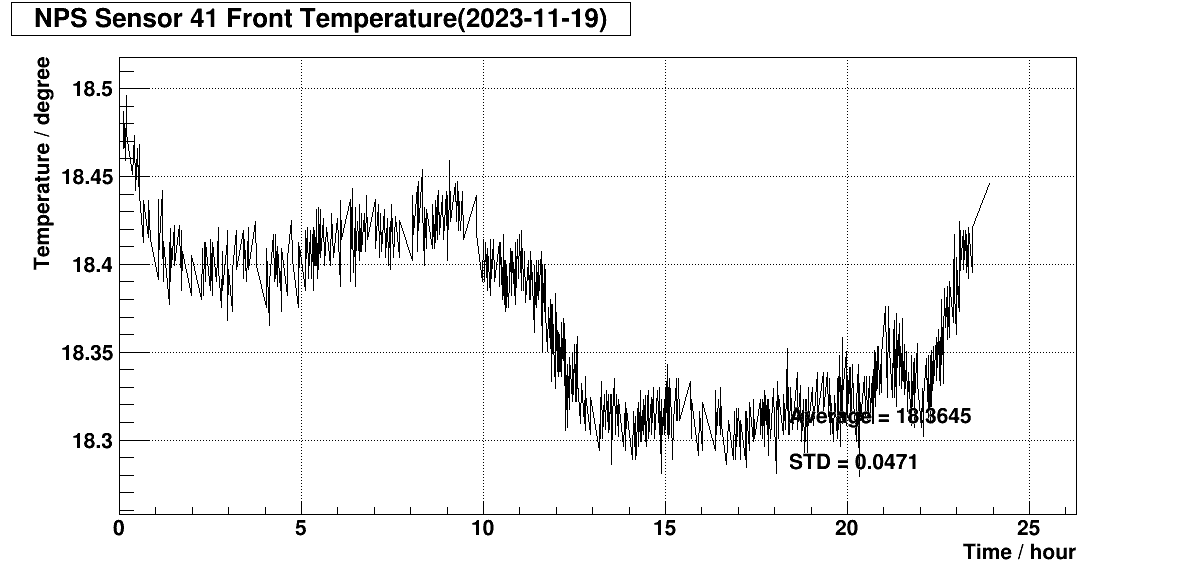 NPS Sensor 41 Front Temperature(2023-11-19)
Temperature / degree
18.5
18.45
18.4
18.35
18.3
Average = 18.3645
STD = 0.0471
0 5 10 15 20 25
Time / hour